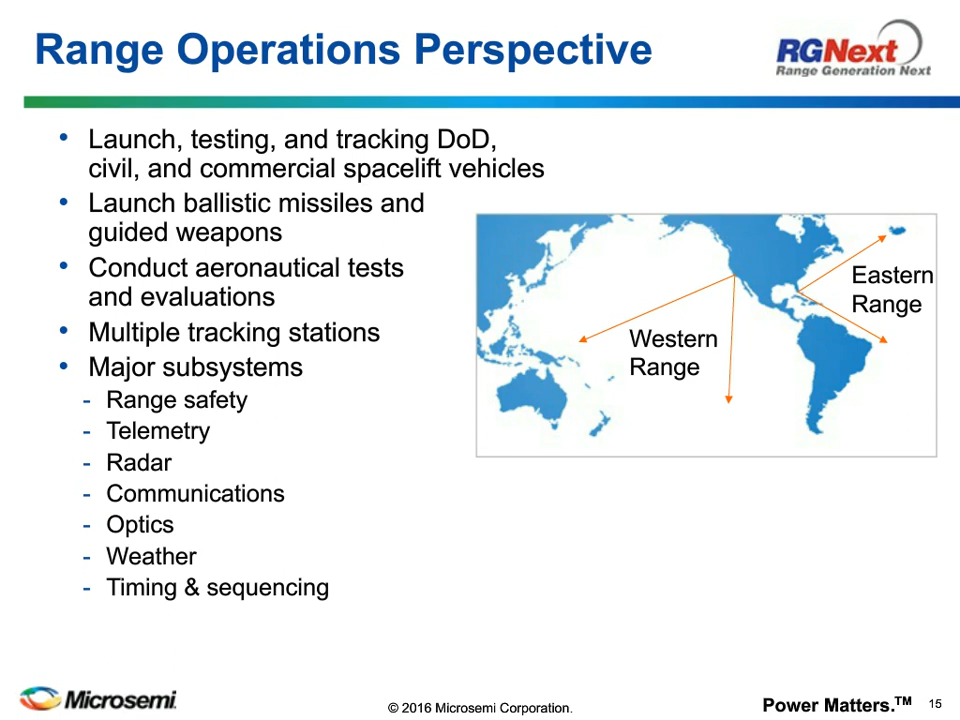 Range Operations Perspective
RGNext
Range Generation Next
• Launch, testing, and tracking DoD,
civil, and commercial spacelift vehicles
• Launch ballistic missiles and
guided weapons
• Conduct aeronautical tests
and evaluations
• Multiple tracking stations
• Major subsystems
- Range safety
- Telemetry
- Radar
- Communications
- Optics
- Weather
- Timing & sequencing
Eastern
Range
Western
Range
Microsemi
© 2016 Microsemi Corporation.
Power Matters.™
15